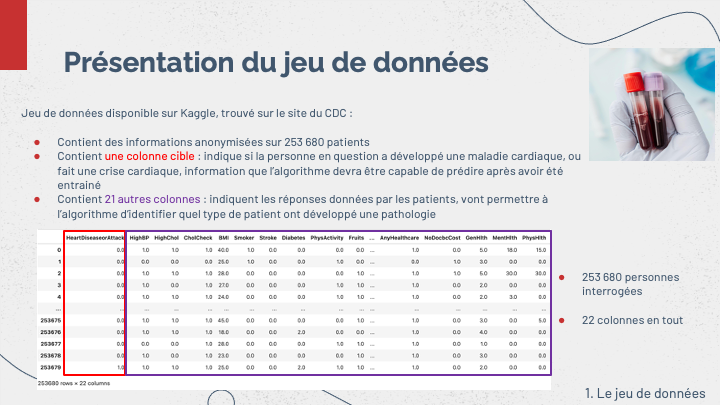 Présentation du jeu de données
Jeu de données disponible sur Kaggle, trouvé sur le site du CDC :
● Contient des informations anonymisées sur 253 680 patients
● Contient une colonne cible : indique si la personne en question a développé une maladie cardiaque, ou
fait une crise cardiaque, information que l'algorithme devra être capable de prédire après avoir été
entrainé
● Contient 21 autres colonnes : indiquent les réponses données par les patients, vont permettre à
l'algorithme d'identifier quel type de patient ont développé une pathologie
HeartDiseaseorAttack HighBP HighChol CholCheck BMI Smoker Stroke Diabetes PhysActivity Fruits ... AnyHealthcare NoDocbcCost GenHlth MentHlth PhysHlth
0 0.0 1.0 1.0 1.0 40.0 1.0 0.0 0.0 0.0 0.0 ... 1.0 0.0 5.0 18.0 15.0
1 0.0 0.0 0.0 0.0 25.0 1.0 0.0 0.0 1.0 0.0 ... 0.0 1.0 3.0 0.0 0.0
2 0.0 1.0 1.0 1.0 28.0 0.0 0.0 0.0 0.0 1.0 ... 1.0 1.0 5.0 30.0 30.0
3 0.0 1.0 0.0 1.0 27.0 0.0 0.0 0.0 1.0 1.0 ... 1.0 0.0 2.0 0.0 0.0
4 0.0 1.0 1.0 1.0 24.0 0.0 0.0 0.0 1.0 1.0 ... 1.0 0.0 2.0 3.0 0.0
... ... ... ... ... ... ... ... ... ... ... ... ... ... ... ... ...
253675 0.0 1.0 1.0 1.0 45.0 0.0 0.0 0.0 0.0 1.0 ... 1.0 0.0 3.0 0.0 5.0
253676 0.0 1.0 1.0 1.0 18.0 0.0 0.0 2.0 0.0 0.0 ... 1.0 0.0 4.0 0.0 0.0
253677 0.0 0.0 0.0 1.0 28.0 0.0 0.0 0.0 1.0 1.0 ... 1.0 0.0 1.0 0.0 0.0
253678 0.0 1.0 0.0 1.0 23.0 0.0 0.0 0.0 0.0 1.0 ... 1.0 0.0 3.0 0.0 0.0
253679 1.0 1.0 1.0 1.0 25.0 0.0 0.0 2.0 1.0 1.0 ... 1.0 0.0 2.0 0.0 0.0
253680 rows × 22 columns
● 253 680 personnes
interrogées
● 22 colonnes en tout
1. Le jeu de données